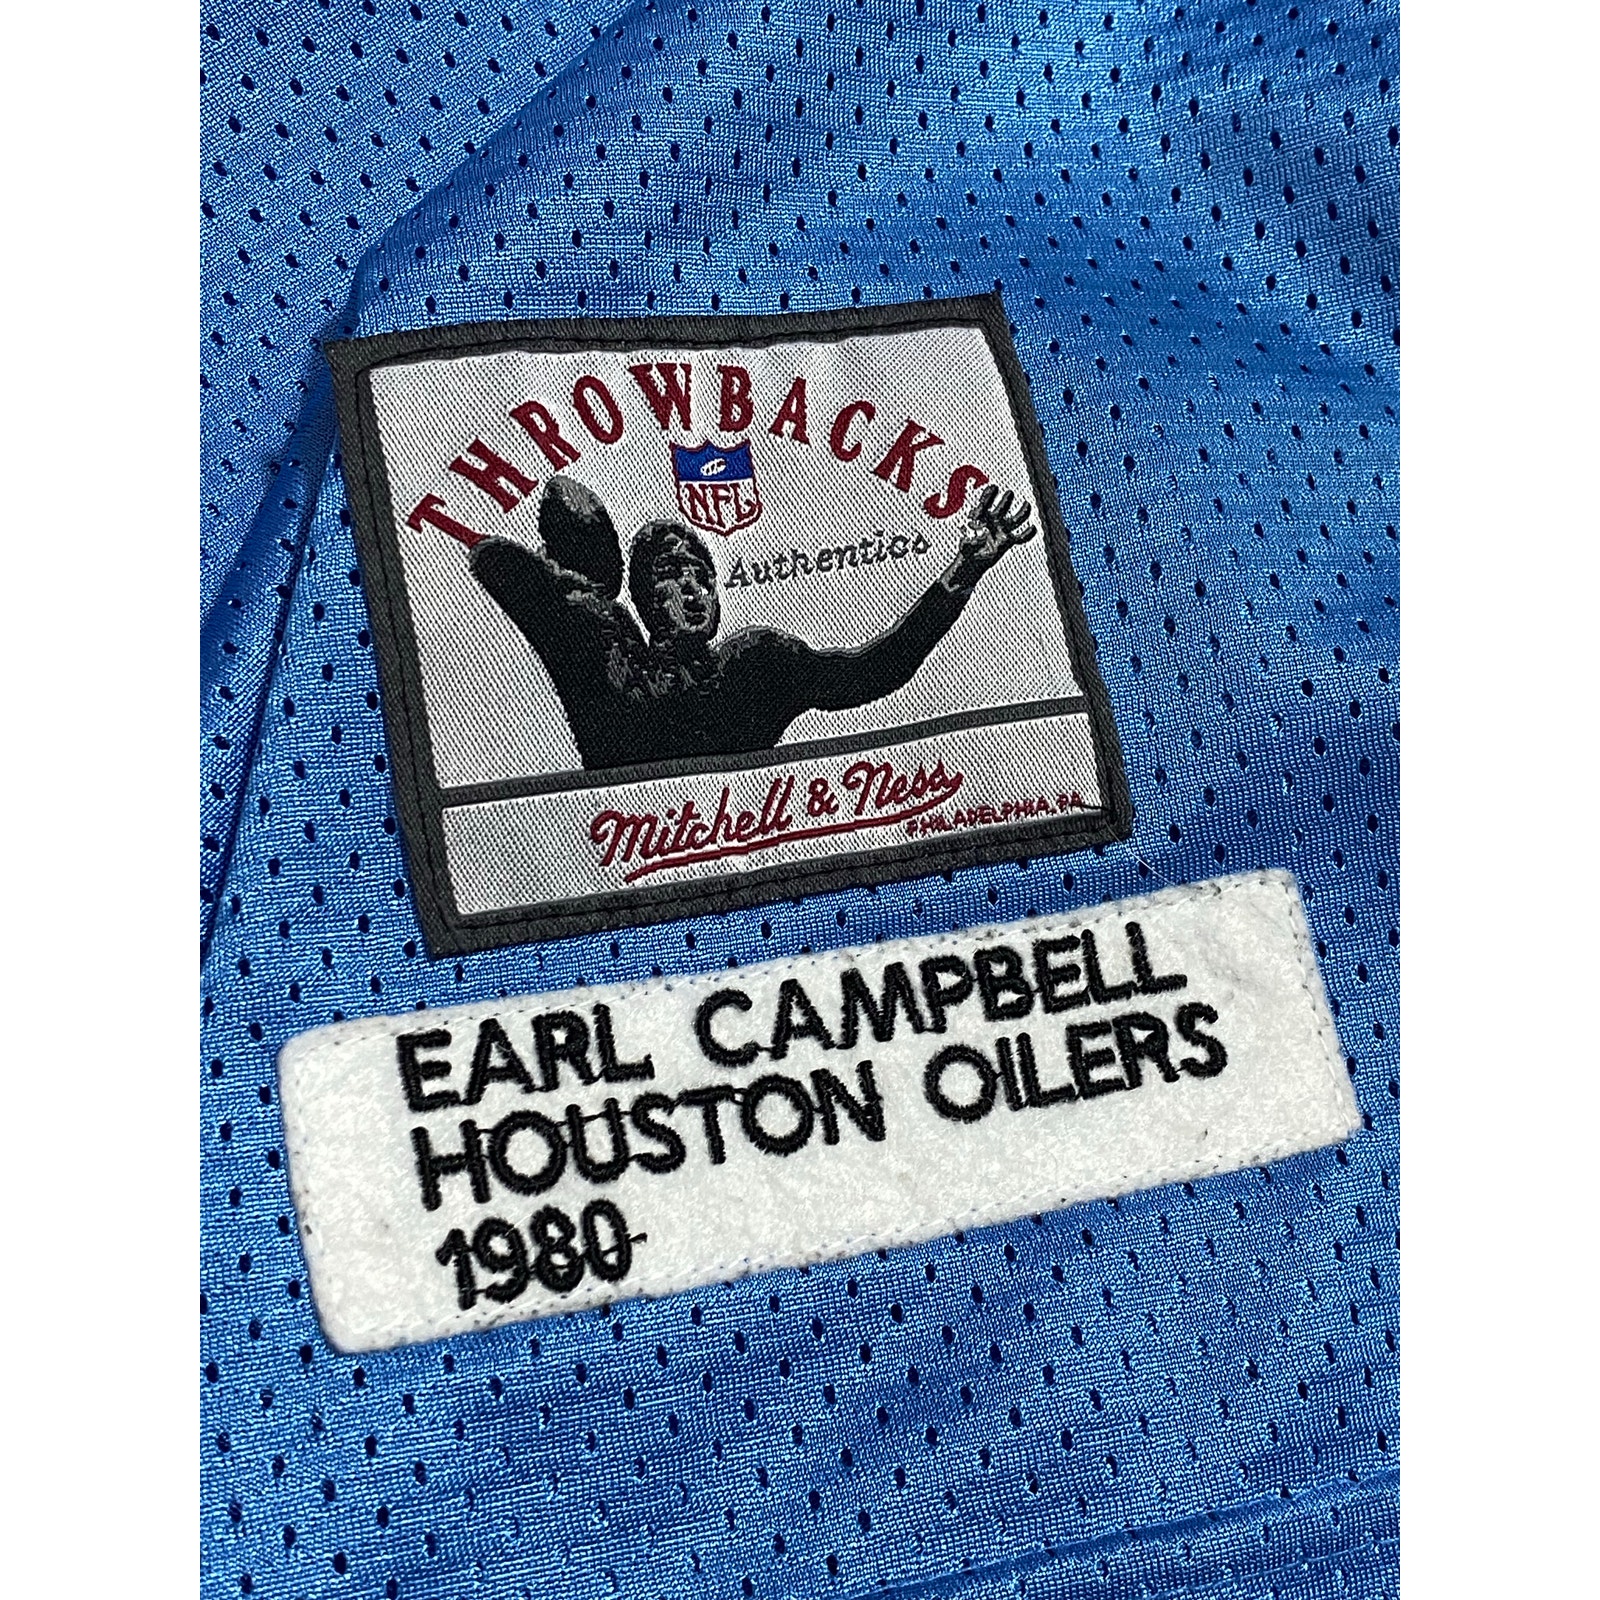 THROWBACKS
NFL
Authentics
Mitchell & Ness
PHILADELPHIA, PA
EARL CAMPBELL
HOUSTON OILERS
1980